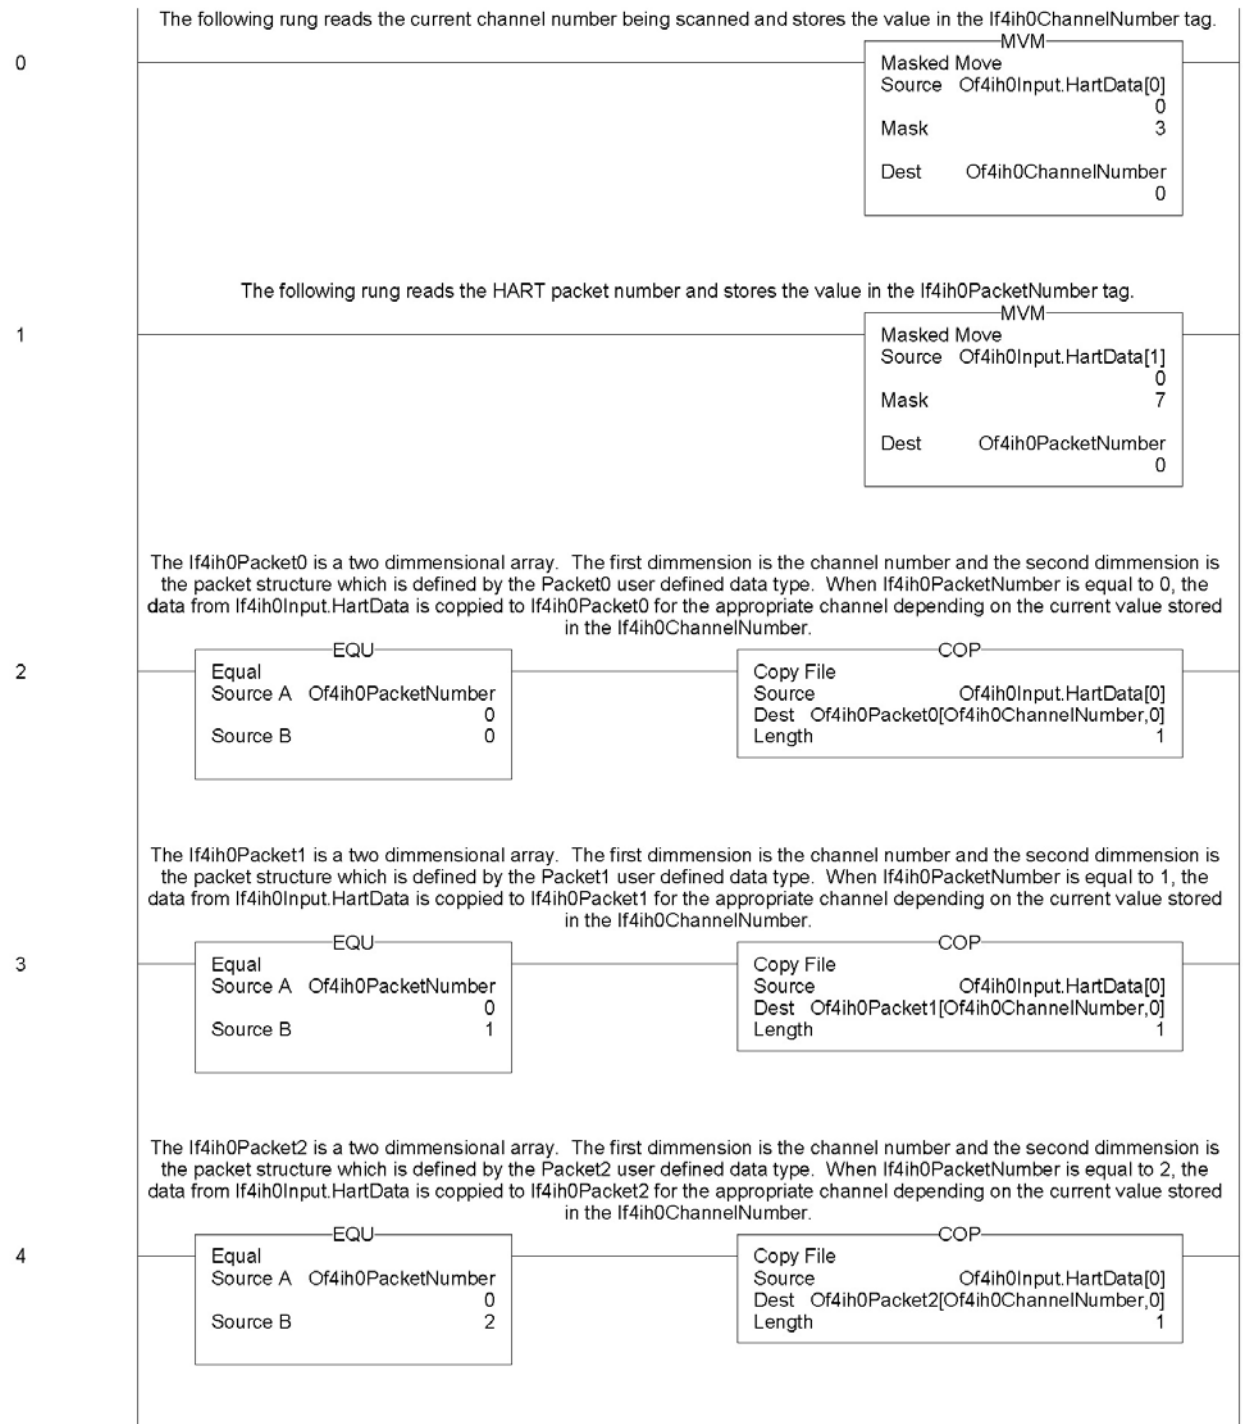 The following rung reads the current channel number being scanned and stores the value in the If4ih0ChannelNumber tag.
MVM
0
Masked Move
Source Of4ih0Input.HartData[0]
0
Mask 3
Dest Of4ih0ChannelNumber
0
The following rung reads the HART packet number and stores the value in the If4ih0PacketNumber tag.
MVM
1
Masked Move
Source Of4ih0Input.HartData[1]
0
Mask 7
Dest Of4ih0PacketNumber
0
The If4ih0Packet0 is a two dimmensional array. The first dimmension is the channel number and the second dimmension is
the packet structure which is defined by the Packet0 user defined data type. When If4ih0PacketNumber is equal to 0, the
data from If4ih0Input.HartData is coppied to If4ih0Packet0 for the appropriate channel depending on the current value stored
in the If4ih0ChannelNumber.
EQU COP
2
Equal Copy File
Source A Of4ih0PacketNumber Source Of4ih0Input.HartData[0]
0 Dest Of4ih0Packet0[Of4ih0ChannelNumber,0]
Source B 0 Length 1
The If4ih0Packet1 is a two dimmensional array. The first dimmension is the channel number and the second dimmension is
the packet structure which is defined by the Packet1 user defined data type. When If4ih0PacketNumber is equal to 1, the
data from If4ih0Input.HartData is coppied to If4ih0Packet1 for the appropriate channel depending on the current value stored
in the If4ih0ChannelNumber.
EQU COP
3
Equal Copy File
Source A Of4ih0PacketNumber Source Of4ih0Input.HartData[0]
0 Dest Of4ih0Packet1[Of4ih0ChannelNumber,0]
Source B 1 Length 1
The If4ih0Packet2 is a two dimmensional array. The first dimmension is the channel number and the second dimmension is
the packet structure which is defined by the Packet2 user defined data type. When If4ih0PacketNumber is equal to 2, the
data from If4ih0Input.HartData is coppied to If4ih0Packet2 for the appropriate channel depending on the current value stored
in the If4ih0ChannelNumber.
EQU COP
4
Equal Copy File
Source A Of4ih0PacketNumber Source Of4ih0Input.HartData[0]
0 Dest Of4ih0Packet2[Of4ih0ChannelNumber,0]
Source B 2 Length 1